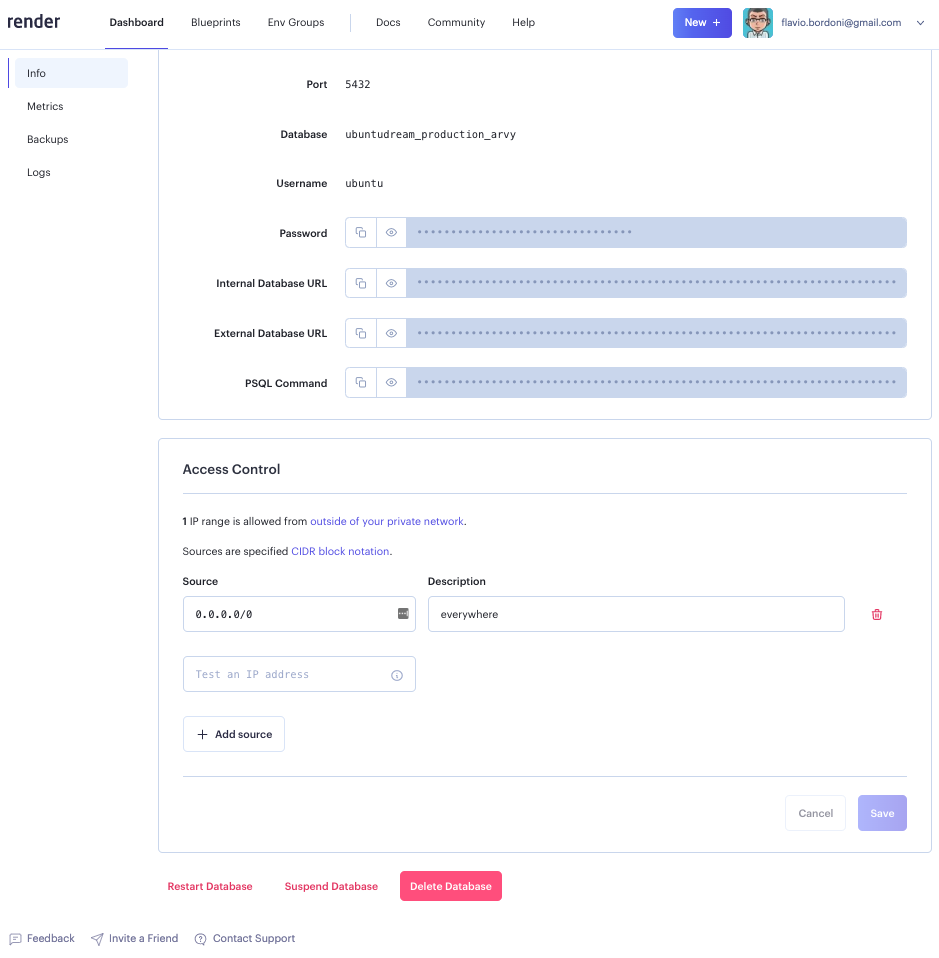 render Dashboard Blueprints Env Groups Docs Community Help New + flavio.bordoni@gmail.com
Info
Metrics
Backups
Logs
Port 5432
Database ubuntudream_production_arvy
Username ubuntu
Password ••••••••••••••••••••••••••••••••
Internal Database URL •••••••••••••••••••••••••••••••••••••••••••••••••••••••••••••••••••••••
External Database URL •••••••••••••••••••••••••••••••••••••••••••••••••••••••••••••••••••••••
PSQL Command •••••••••••••••••••••••••••••••••••••••••••••••••••••••••••••••••••••••
Access Control
1 IP range is allowed from outside of your private network.
Sources are specified CIDR block notation.
Source Description
0.0.0.0/0 everywhere
Test an IP address
+ Add source
Cancel Save
Restart Database Suspend Database Delete Database
Feedback Invite a Friend Contact Support